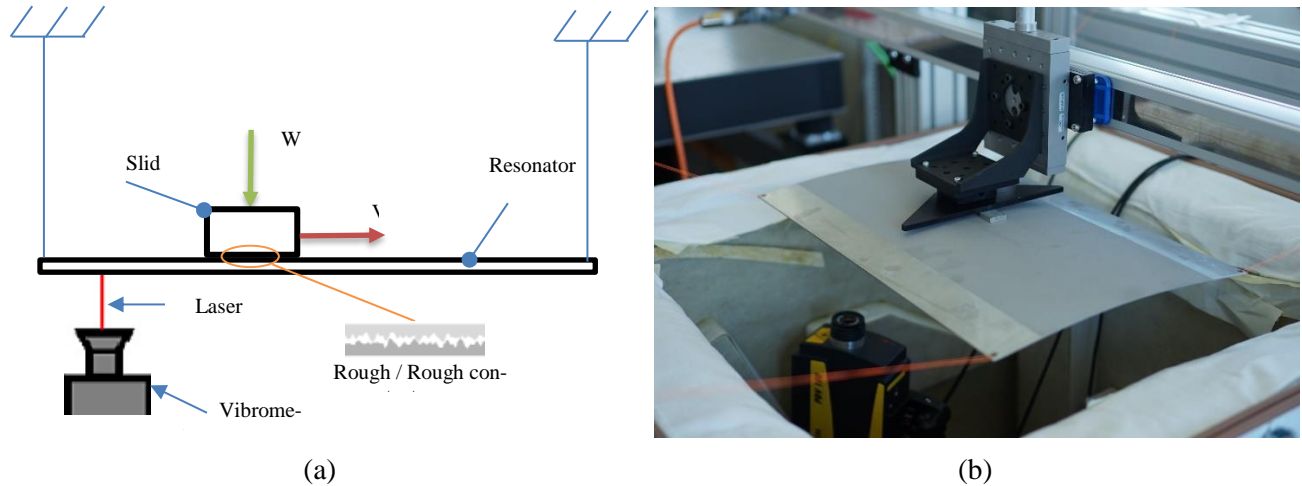 W
Slid
Resonator
Laser
Rough / Rough con-
Vibrome-
(a)
(b)